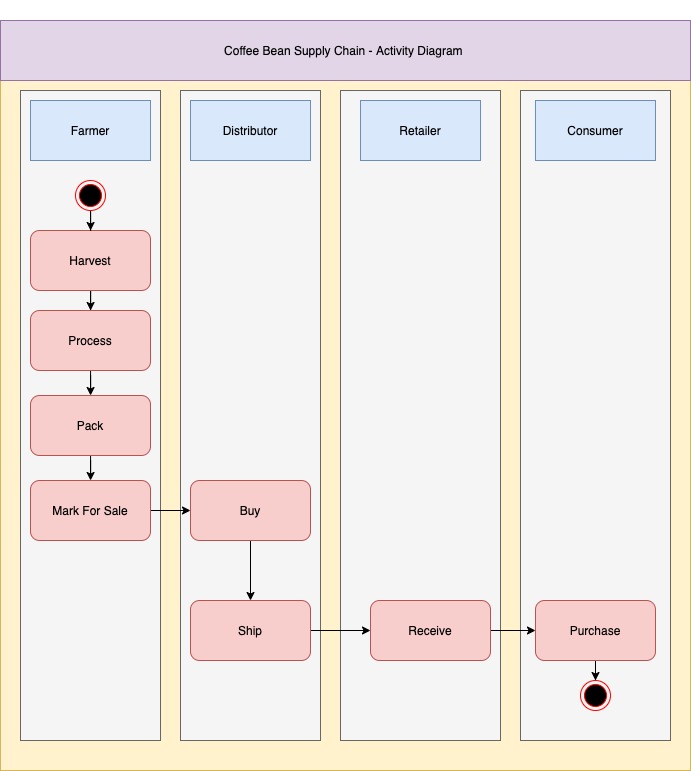 Coffee Bean Supply Chain - Activity Diagram
Farmer
Distributor
Retailer
Consumer
Harvest
Process
Pack
Mark For Sale
Buy
Ship
Receive
Purchase